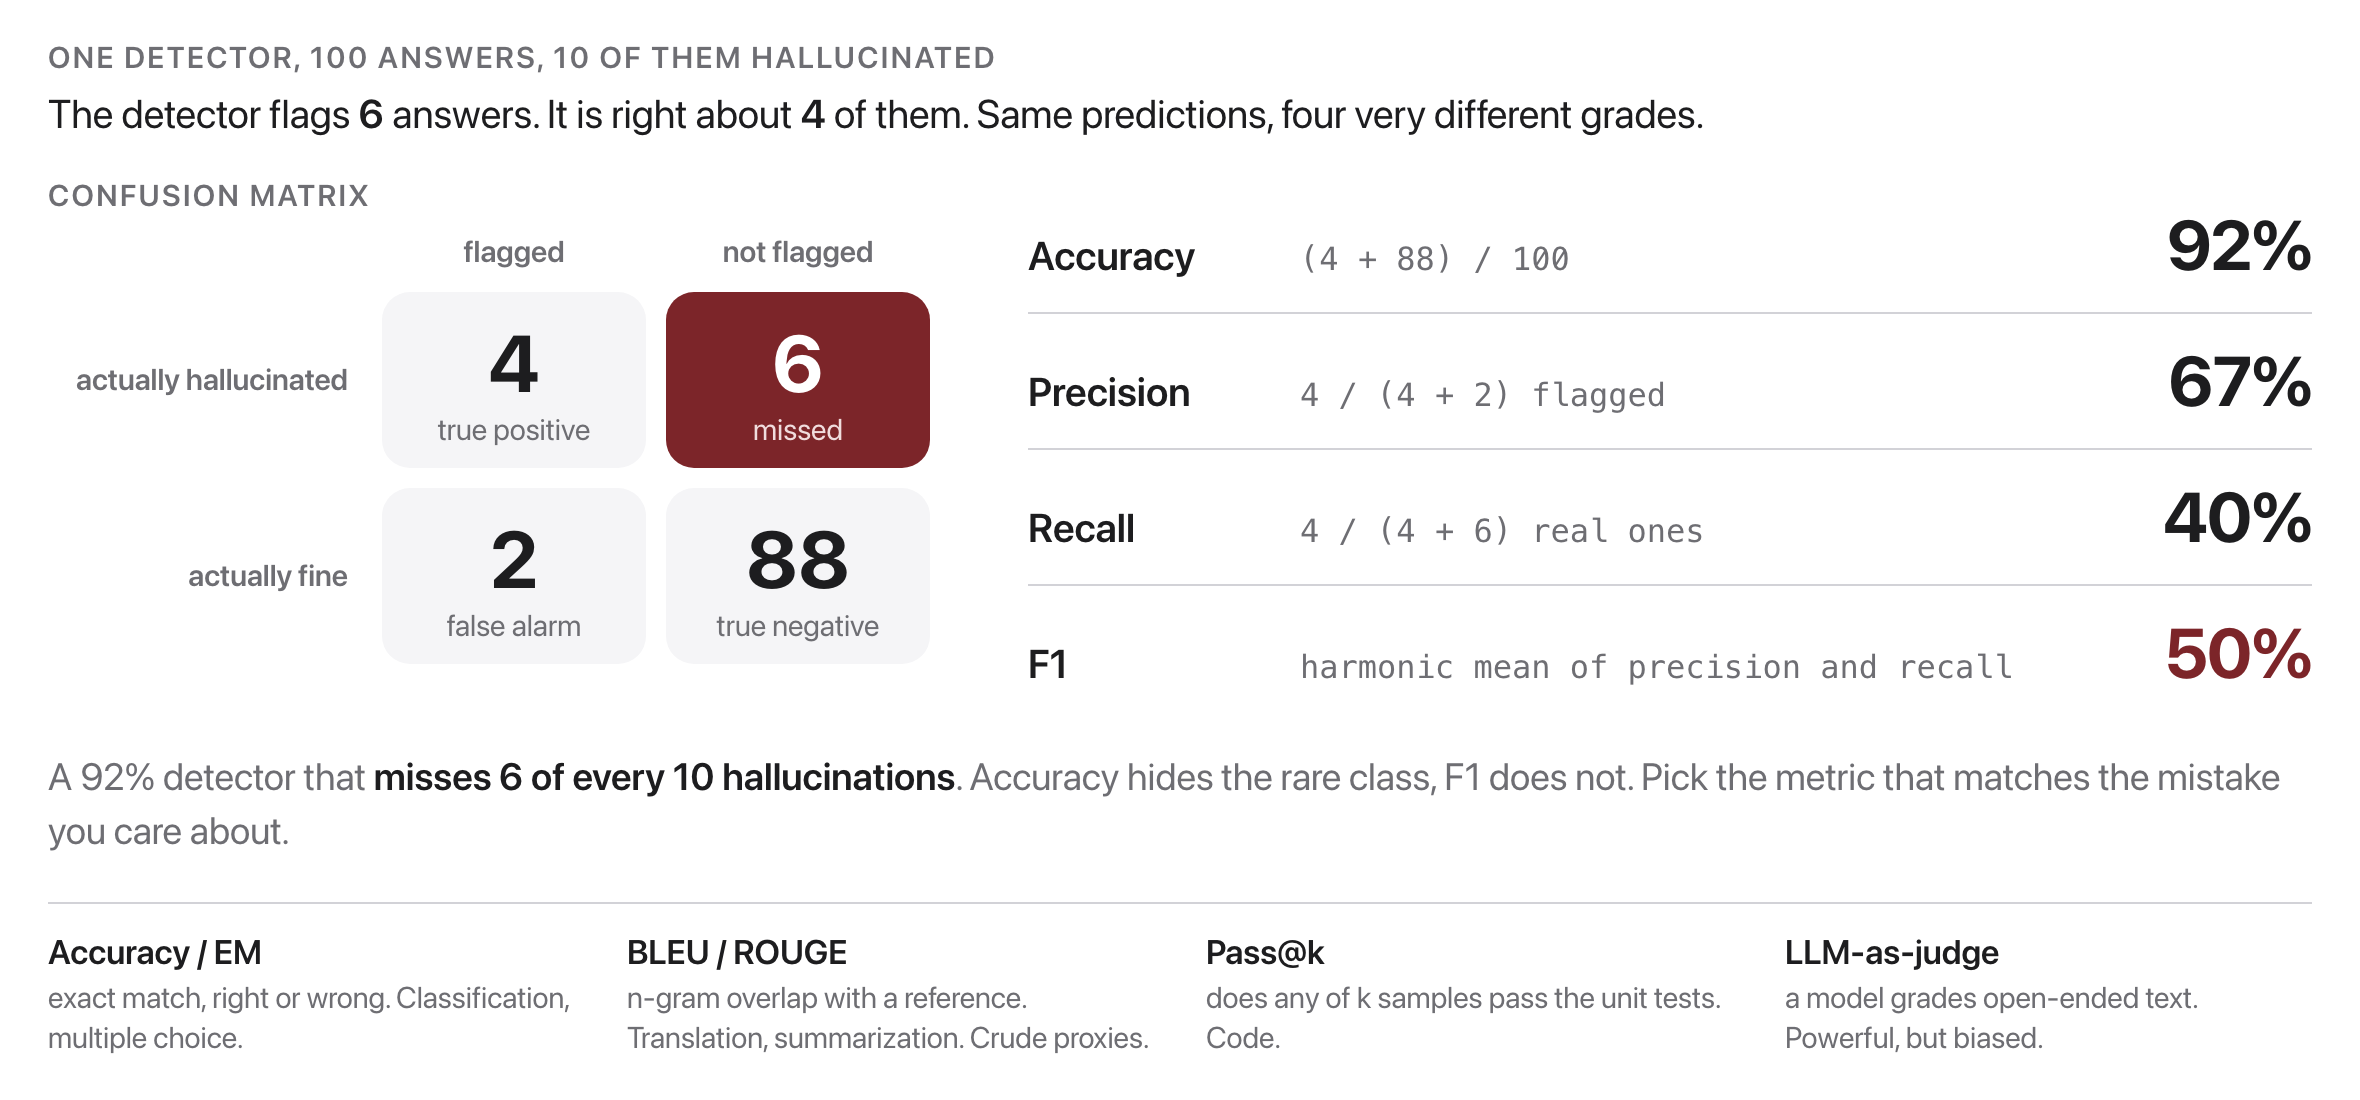 ONE DETECTOR, 100 ANSWERS, 10 OF THEM HALLUCINATED
The detector flags 6 answers. It is right about 4 of them. Same predictions, four very different grades.
CONFUSION MATRIX
flagged not flagged
actually hallucinated
4
true positive
6
missed
actually fine
2
false alarm
88
true negative
Accuracy (4 + 88) / 100 92%
Precision 4 / (4 + 2) flagged 67%
Recall 4 / (4 + 6) real ones 40%
F1 harmonic mean of precision and recall 50%
A 92% detector that misses 6 of every 10 hallucinations. Accuracy hides the rare class, F1 does not. Pick the metric that matches the mistake
you care about.
Accuracy / EM
exact match, right or wrong. Classification,
multiple choice.
BLEU / ROUGE
n-gram overlap with a reference.
Translation, summarization. Crude proxies.
Pass@k
does any of k samples pass the unit tests.
Code.
LLM-as-judge
a model grades open-ended text.
Powerful, but biased.